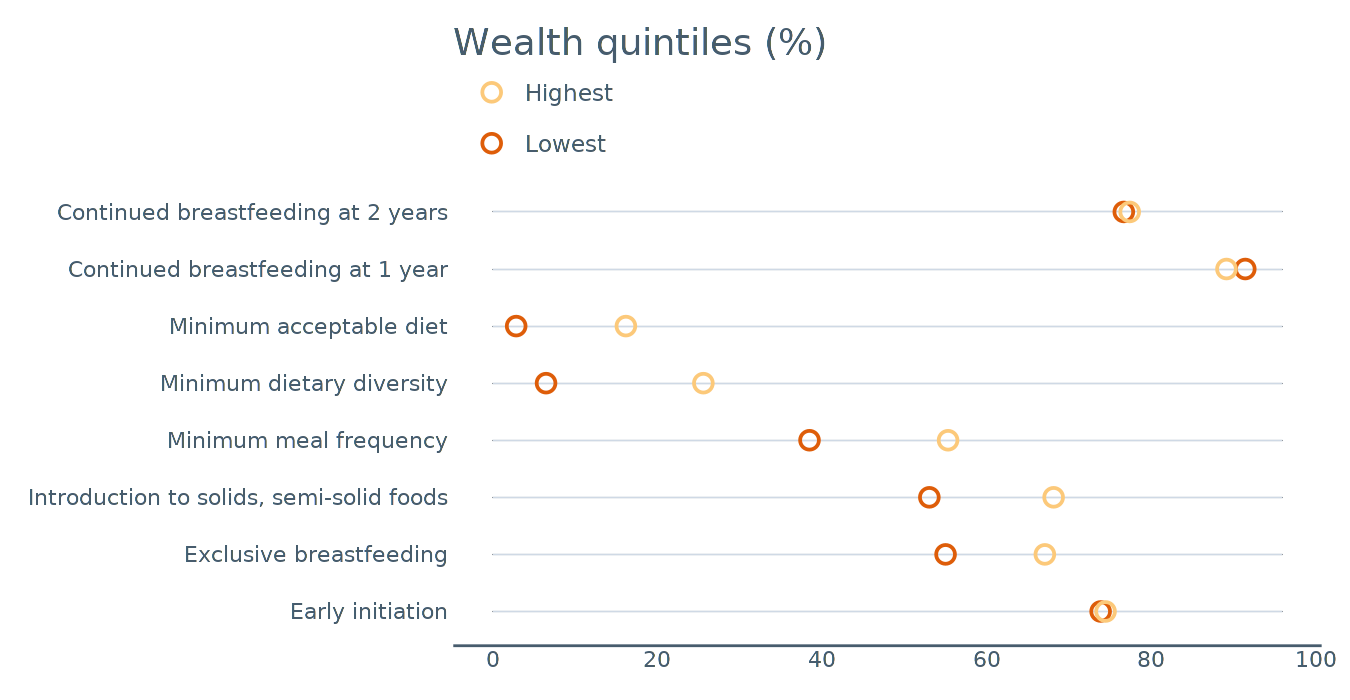 Wealth quintiles (%)
Highest
Lowest
Continued breastfeeding at 2 years
Continued breastfeeding at 1 year
Minimum acceptable diet
Minimum dietary diversity
Minimum meal frequency
Introduction to solids, semi-solid foods
Exclusive breastfeeding
Early initiation
0 20 40 60 80 100